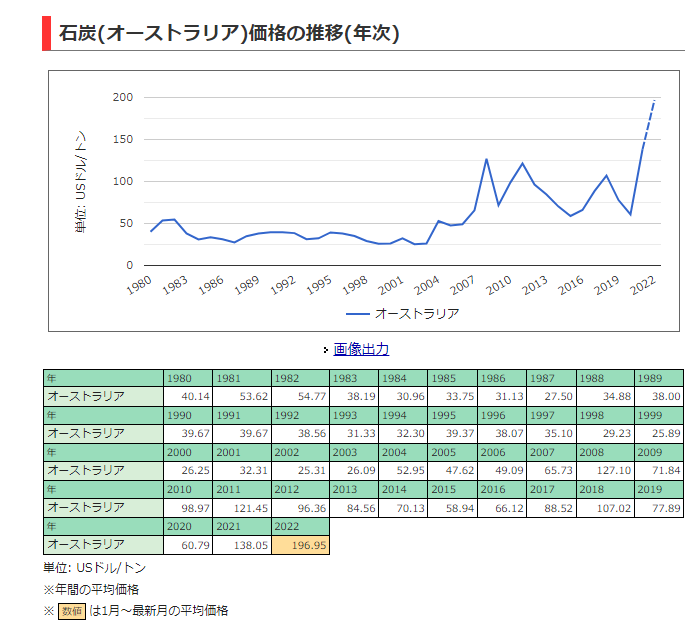 石炭(オーストラリア)価格の推移(年次)
単位: USドル/トン
200
150
100
50
0
1980 1983 1986 1989 1992 1995 1998 2001 2004 2007 2010 2013 2016 2019 2022
オーストラリア
画像出力
年 1980 1981 1982 1983 1984 1985 1986 1987 1988 1989
オーストラリア 40.14 53.62 54.77 38.19 30.96 33.75 31.13 27.50 34.88 38.00
年 1990 1991 1992 1993 1994 1995 1996 1997 1998 1999
オーストラリア 39.67 39.67 38.56 31.33 32.30 39.37 38.07 35.10 29.23 25.89
年 2000 2001 2002 2003 2004 2005 2006 2007 2008 2009
オーストラリア 26.25 32.31 25.31 26.09 52.95 47.62 49.09 65.73 127.10 71.84
年 2010 2011 2012 2013 2014 2015 2016 2017 2018 2019
オーストラリア 98.97 121.45 96.36 84.56 70.13 58.94 66.12 88.52 107.02 77.89
年 2020 2021 2022
オーストラリア 60.79 138.05 196.95
単位: USドル/トン
※年間の平均価格
※ 数値 は1月～最新月の平均価格